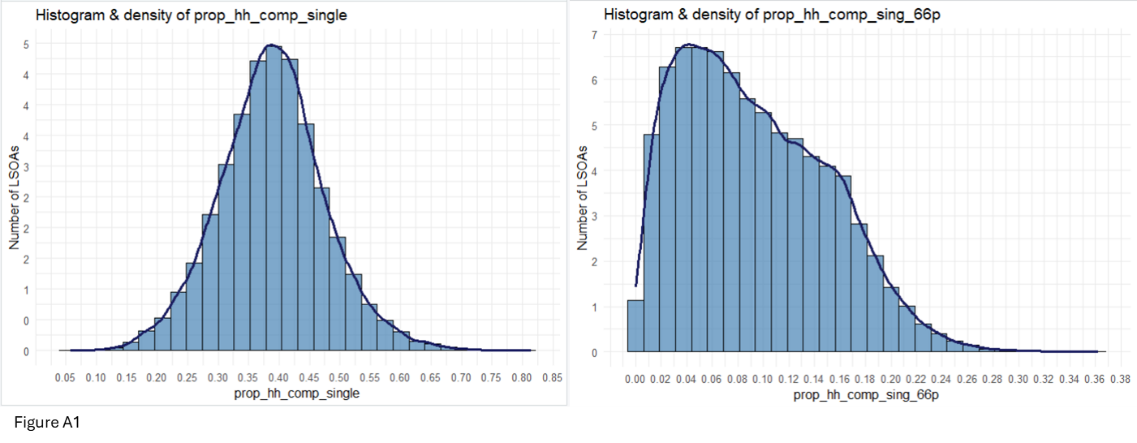 Histogram & density of prop_hh_comp_single
Number of LSOAs
5
4
4
4
3
2
2
2
1
0
0
0.05 0.10 0.15 0.20 0.25 0.30 0.35 0.40 0.45 0.50 0.55 0.60 0.65 0.70 0.75 0.80 0.85
prop_hh_comp_single
Histogram & density of prop_hh_comp_sing_66p
Number of LSOAs
7
6
5
4
3
2
1
0
0.00 0.02 0.04 0.06 0.08 0.10 0.12 0.14 0.16 0.18 0.20 0.22 0.24 0.26 0.28 0.30 0.32 0.34 0.36 0.38
prop_hh_comp_sing_66p
Figure A1